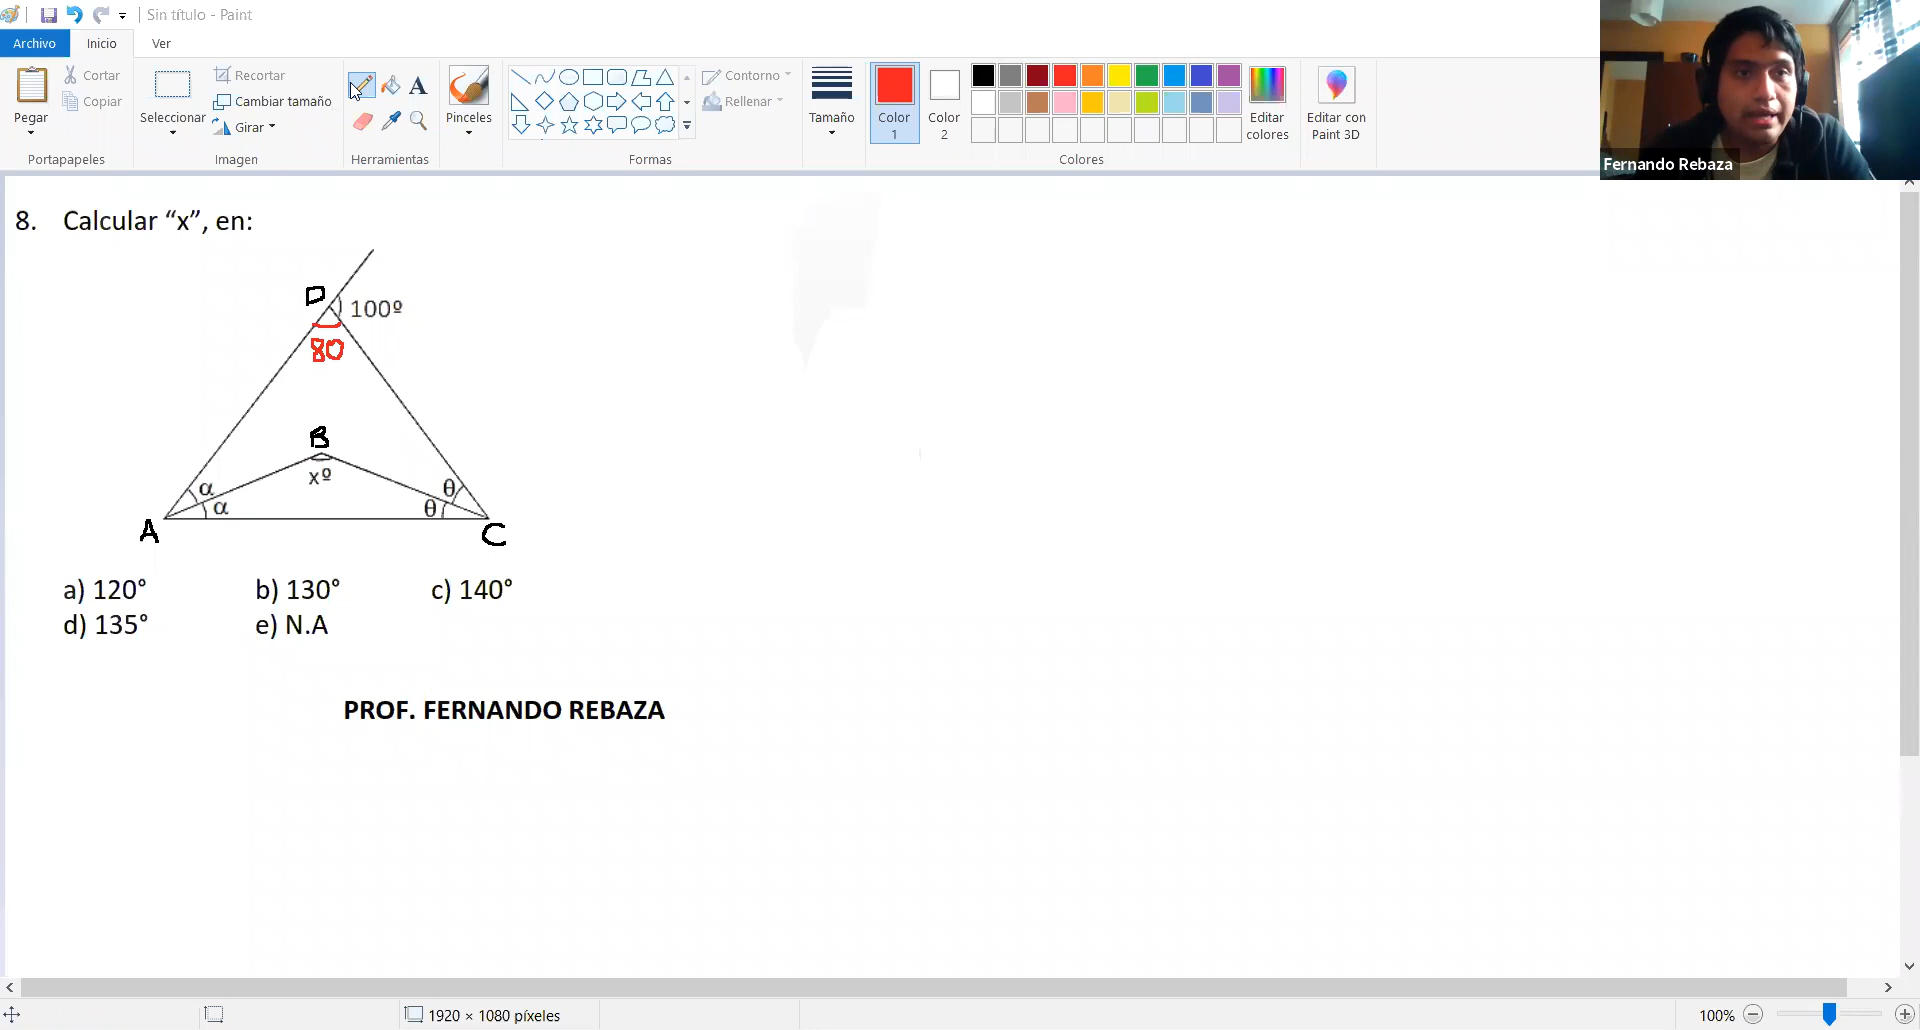 Sin título - Paint
Archivo
Inicio
Ver
Pegar
Cortar
Copiar
Portapapeles
Seleccionar
Recortar
Cambiar tamaño
Girar
Imagen
A
Herramientas
Pinceles
Contorno
Rellenar
Formas
Tamaño
Color
1
Color
2
Editar
colores
Editar con
Paint 3D
Colores
Fernando Rebaza
8. Calcular “x”, en:
D
100º
80
B
xº
α
α
θ
θ
A
C
a) 120° b) 130° c) 140°
d) 135° e) N.A
PROF. FERNANDO REBAZA
1920 × 1080 píxeles
100%